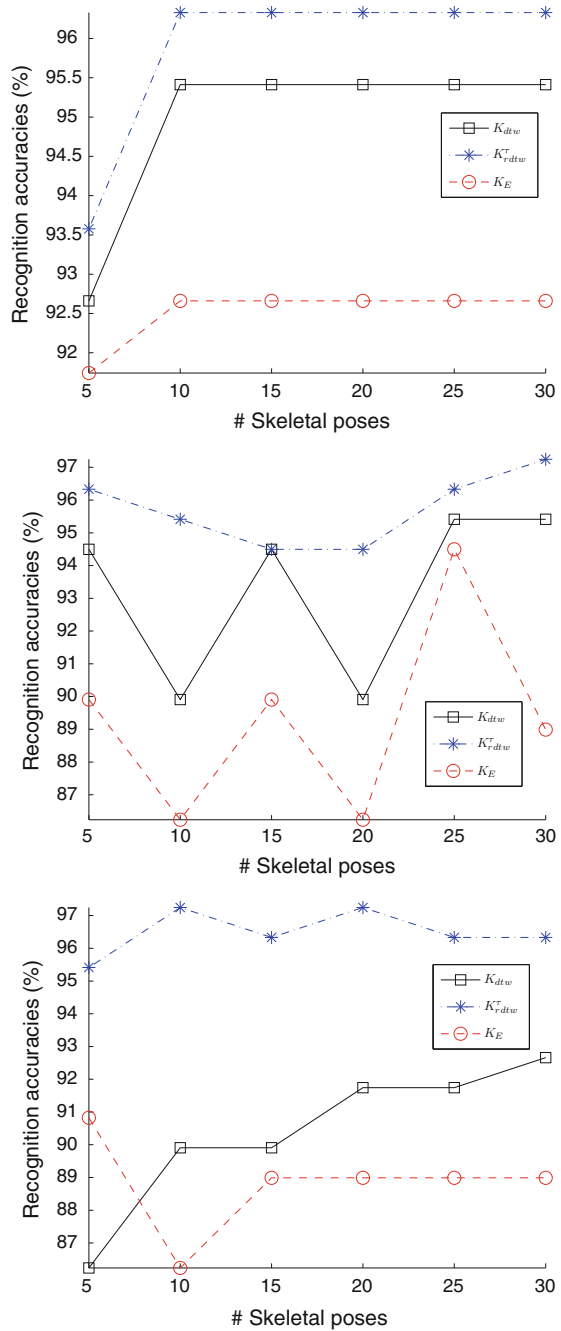 Recognition accuracies (%)
96
95.5
95
94.5
94
93.5
93
92.5
92
5 10 15 20 25 30
# Skeletal poses
K_dtw
K^τ_rdtw
K_E
Recognition accuracies (%)
97
96
95
94
93
92
91
90
89
88
87
5 10 15 20 25 30
# Skeletal poses
K_dtw
K^τ_rdtw
K_E
Recognition accuracies (%)
97
96
95
94
93
92
91
90
89
88
87
5 10 15 20 25 30
# Skeletal poses
K_dtw
K^τ_rdtw
K_E